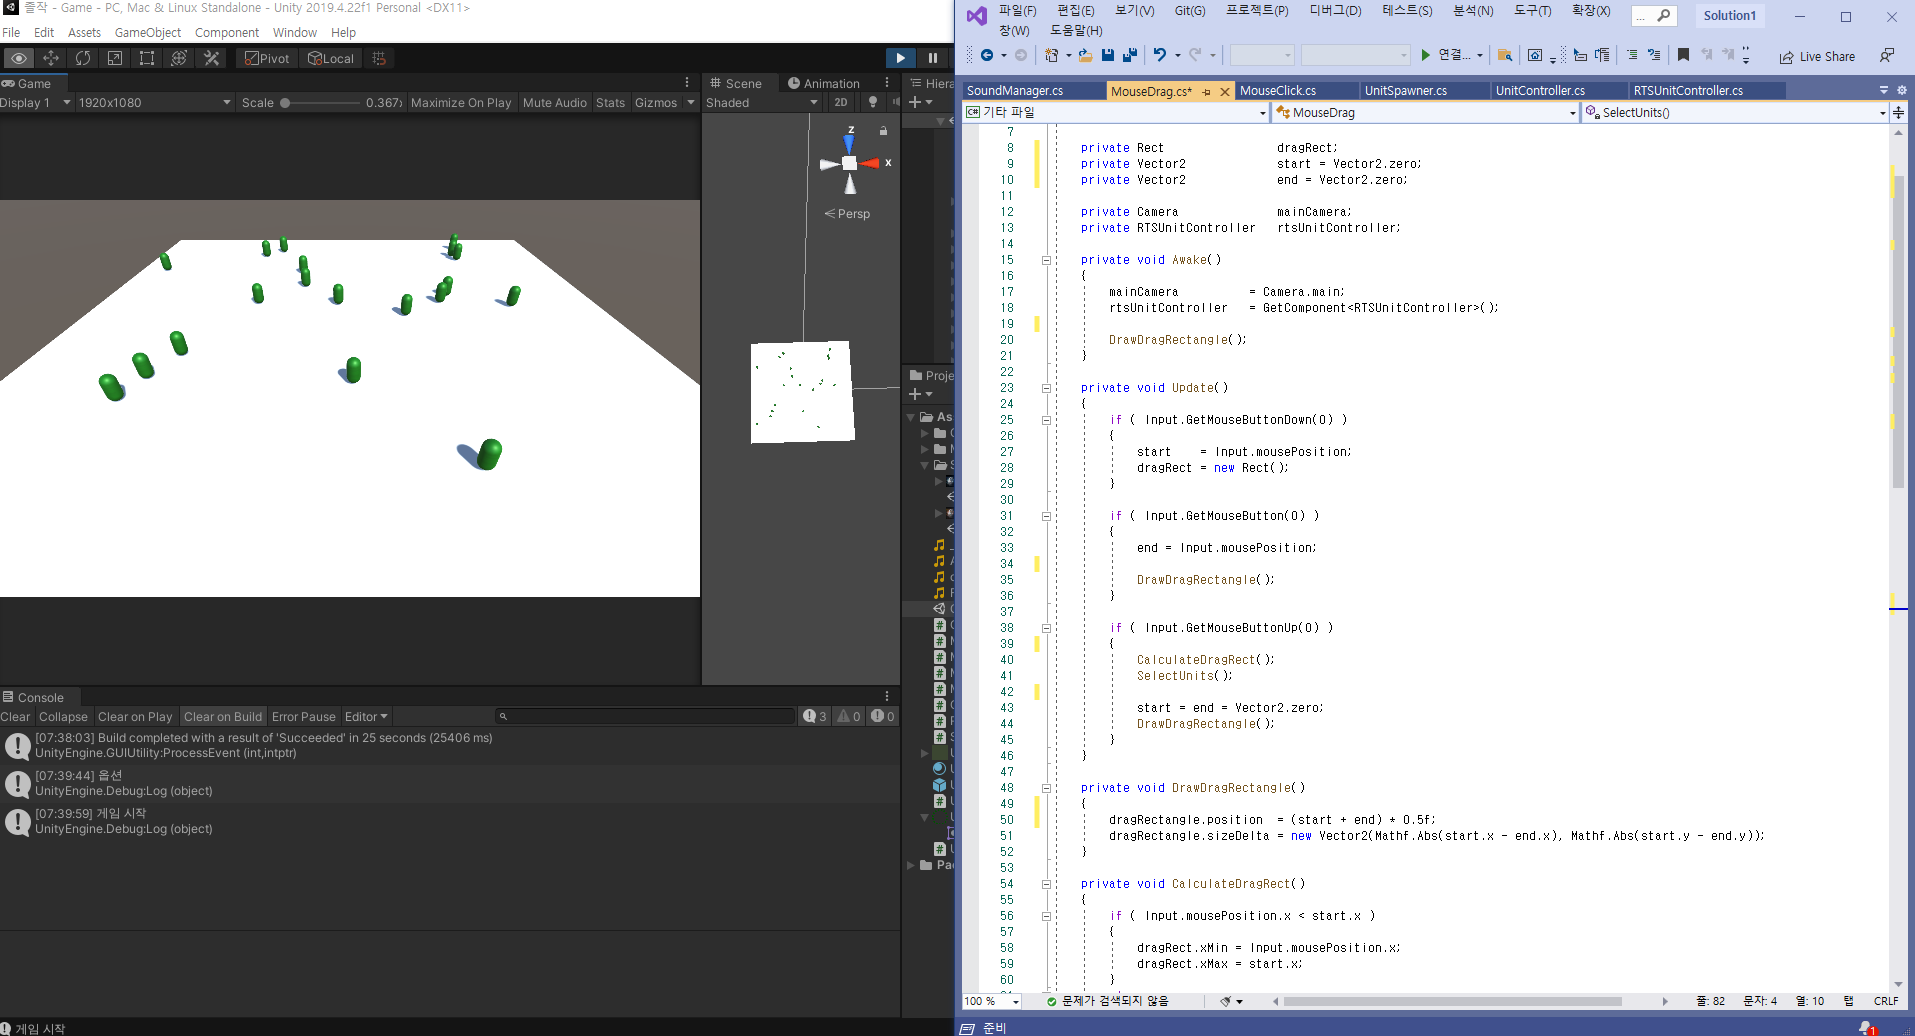 졸작 - Game - PC, Mac & Linux Standalone - Unity 2019.4.22f1 Personal <DX11>
File Edit Assets GameObject Component Window Help
Pivot Local
Game
Display 1 1920x1080 Scale 0.367 Maximize On Play Mute Audio Stats Gizmos
Scene Animation
Shaded 2D
Hiera
z
x
Persp
Proje
As
Pac
Console
Clear Collapse Clear on Play Clear on Build Error Pause Editor 3 0 0
[07:38:03] Build completed with a result of 'Succeeded' in 25 seconds (25406 ms)
UnityEngine.GUIUtility:ProcessEvent (int,intptr)
[07:39:44] 옵션
UnityEngine.Debug:Log (object)
[07:39:59] 게임 시작
UnityEngine.Debug:Log (object)
게임 시작
파일(F) 편집(E) 보기(V) Git(G) 프로젝트(P) 디버그(D) 테스트(S) 분석(N) 도구(T) 확장(X) ... Solution1
창(W) 도움말(H)
연결... Live Share
SoundManager.cs MouseDrag.cs* MouseClick.cs UnitSpawner.cs UnitController.cs RTSUnitController.cs
C# 기타 파일 MouseDrag SelectUnits()
7
8 private Rect dragRect;
9 private Vector2 start = Vector2.zero;
10 private Vector2 end = Vector2.zero;
11
12 private Camera mainCamera;
13 private RTSUnitController rtsUnitController;
14
15 private void Awake()
16 {
17 mainCamera = Camera.main;
18 rtsUnitController = GetComponent<RTSUnitController>();
19
20 DrawDragRectangle();
21 }
22
23 private void Update()
24 {
25 if ( Input.GetMouseButtonDown(0) )
26 {
27 start = Input.mousePosition;
28 dragRect = new Rect();
29 }
30
31 if ( Input.GetMouseButton(0) )
32 {
33 end = Input.mousePosition;
34
35 DrawDragRectangle();
36 }
37
38 if ( Input.GetMouseButtonUp(0) )
39 {
40 CalculateDragRect();
41 SelectUnits();
42
43 start = end = Vector2.zero;
44 DrawDragRectangle();
45 }
46 }
47
48 private void DrawDragRectangle()
49 {
50 dragRectangle.position = (start + end) * 0.5f;
51 dragRectangle.sizeDelta = new Vector2(Mathf.Abs(start.x - end.x), Mathf.Abs(start.y - end.y));
52 }
53
54 private void CalculateDragRect()
55 {
56 if ( Input.mousePosition.x < start.x )
57 {
58 dragRect.xMin = Input.mousePosition.x;
59 dragRect.xMax = start.x;
60 }
100 % 문제가 검색되지 않음 줄: 82 문자: 4 열: 10 탭 CRLF
준비 1